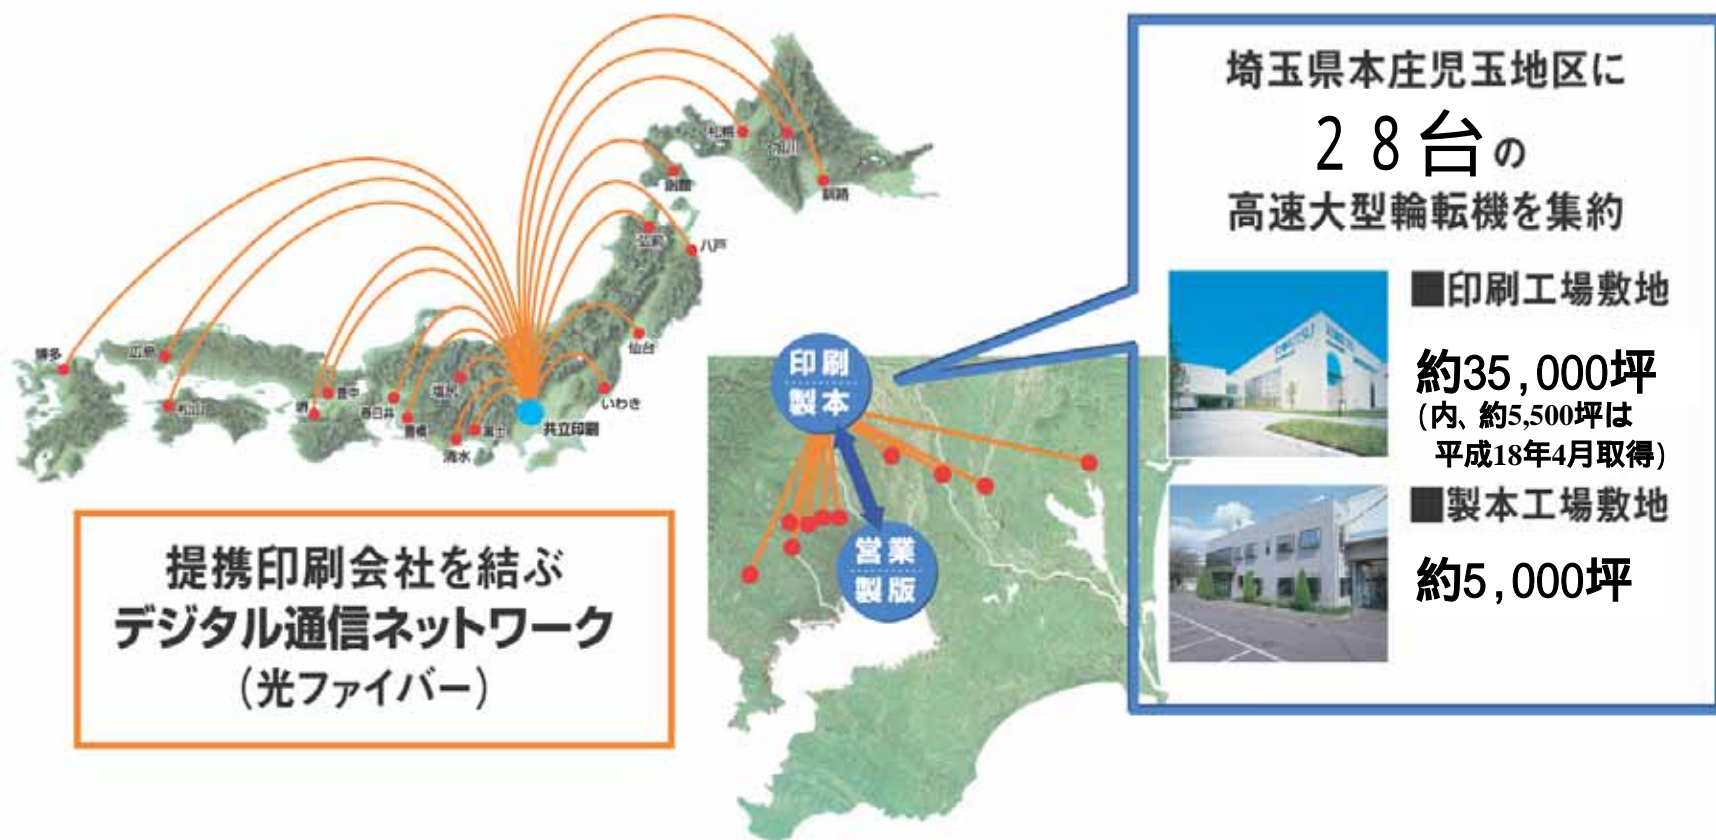 札幌
旭川
釧路
函館
弘前
八戸
仙台
いわき
博多
広島
松山
堺
豊中
春日井
豊橋
塩尻
清水
富士
共立印刷
提携印刷会社を結ぶ
デジタル通信ネットワーク
(光ファイバー)
印刷
製本
営業
製版
埼玉県本庄児玉地区に
28台の
高速大型輪転機を集約
■印刷工場敷地
約35,000坪
(内、約5,500坪は
平成18年4月取得)
■製本工場敷地
約5,000坪